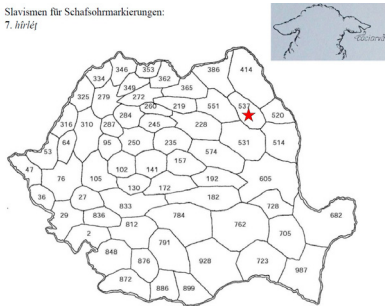 Slavismen für Schafsohrmarkierungen:
7. hîrlẹț
346 353 386 414
334 362
349 365
325 279 272 537
260 219 551 520
316 310 284
287 245 228
53 64 95 250 235 531 514
574
47 102 141 157
76 105 192 605
130 172
36 27 182
833 728
29 836 784 682
812 762 705
2
791
848 876 928 723 987
872 886 899